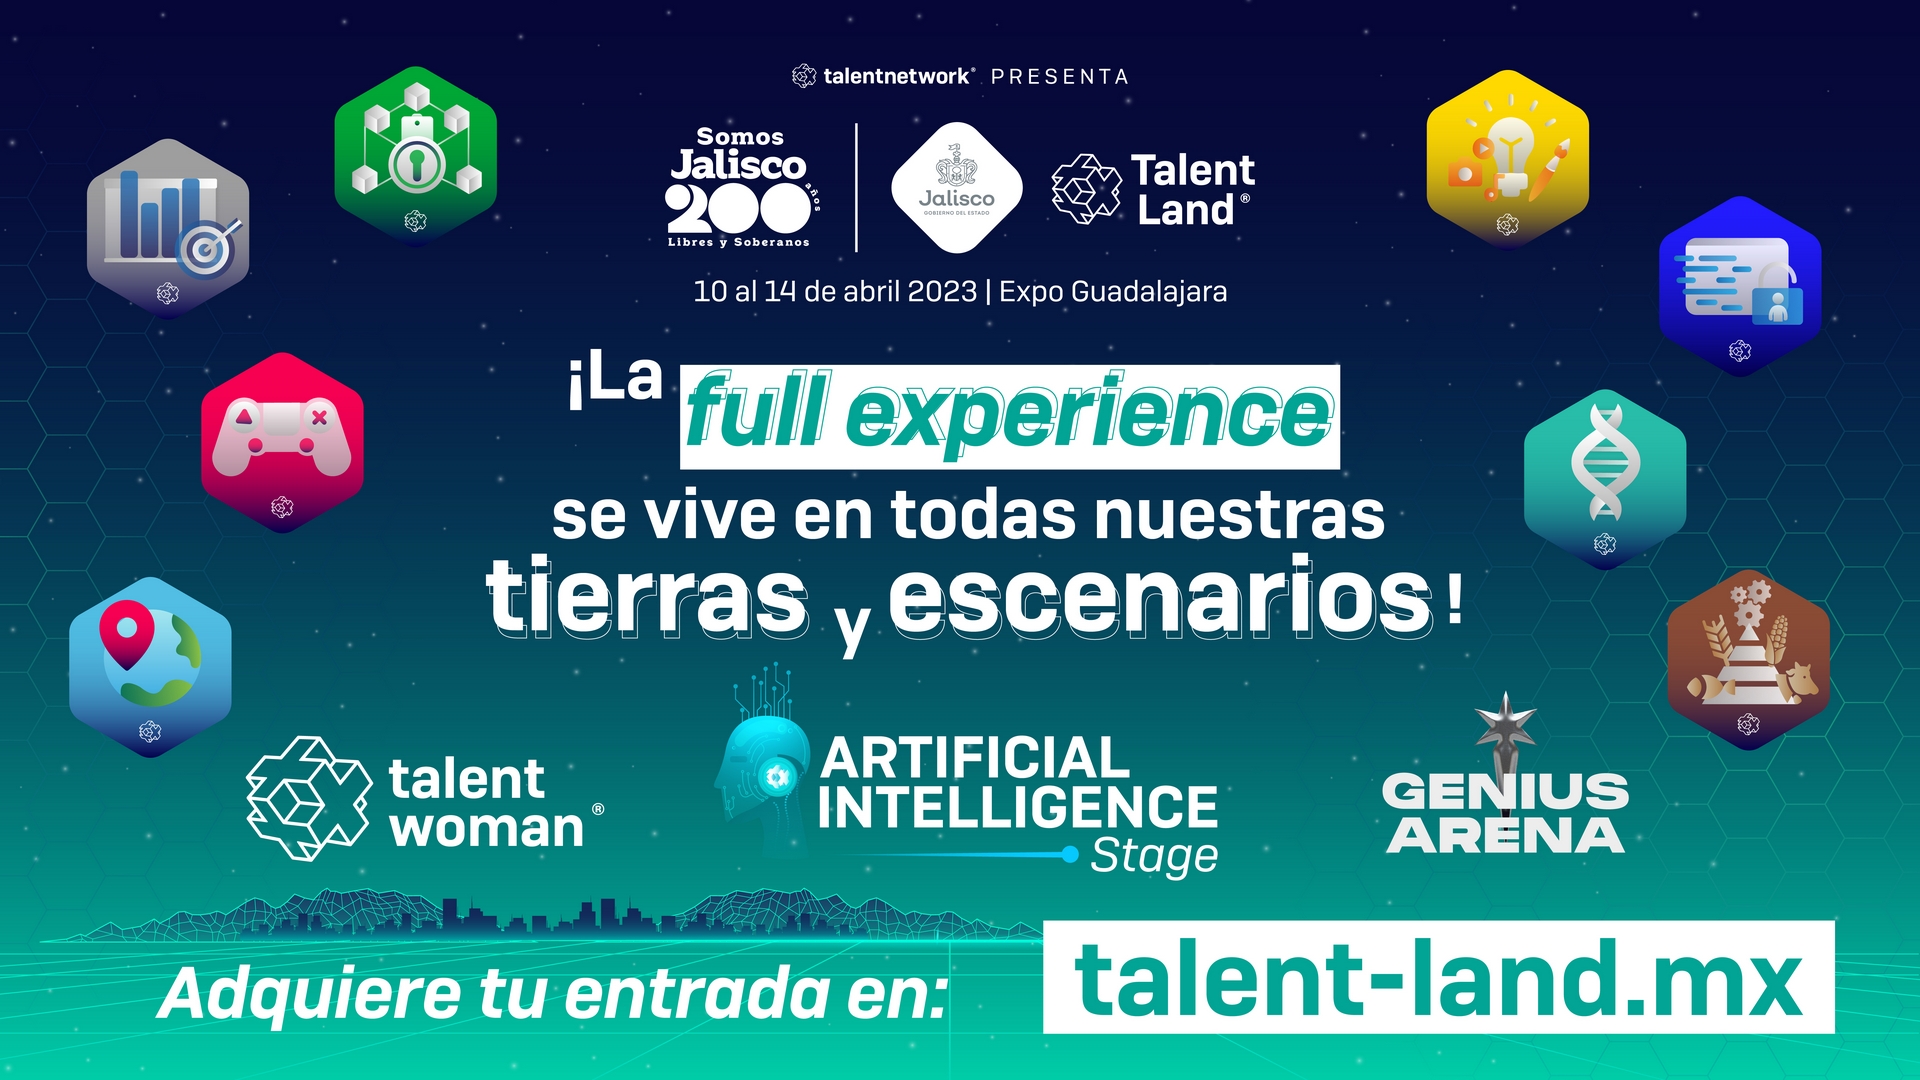 talentnetwork® PRESENTA
Somos
Jalisco
200 años
Libres y Soberanos
Jalisco
GOBIERNO DEL ESTADO
Talent
Land®
10 al 14 de abril 2023 | Expo Guadalajara
¡La full experience
se vive en todas nuestras
tierras y escenarios!
talent
woman®
ARTIFICIAL
INTELLIGENCE
Stage
GENIUS
ARENA
Adquiere tu entrada en: talent-land.mx